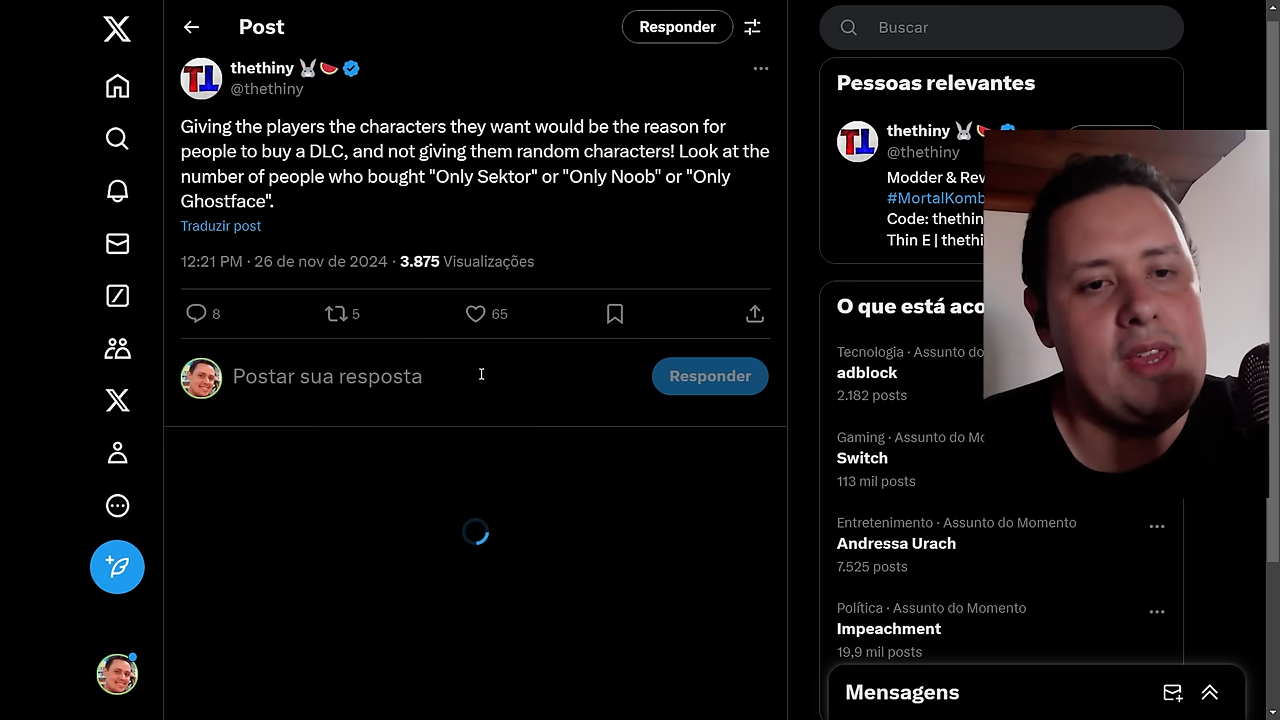 Post
Responder
thethiny
@thethiny
Giving the players the characters they want would be the reason for
people to buy a DLC, and not giving them random characters! Look at the
number of people who bought "Only Sektor" or "Only Noob" or "Only
Ghostface".
Traduzir post
12:21 PM · 26 de nov de 2024 · 3.875 Visualizações
8
5
65
Postar sua resposta
Responder
Buscar
Pessoas relevantes
thethiny
@thethiny
Modder & Rev
#MortalKomb
Code: thethin
Thin E | thethi
O que está aco
Tecnologia · Assunto do
adblock
2.182 posts
Gaming · Assunto do Mo
Switch
113 mil posts
Entretenimento · Assunto do Momento
Andressa Urach
7.525 posts
Política · Assunto do Momento
Impeachment
19,9 mil posts
Mensagens